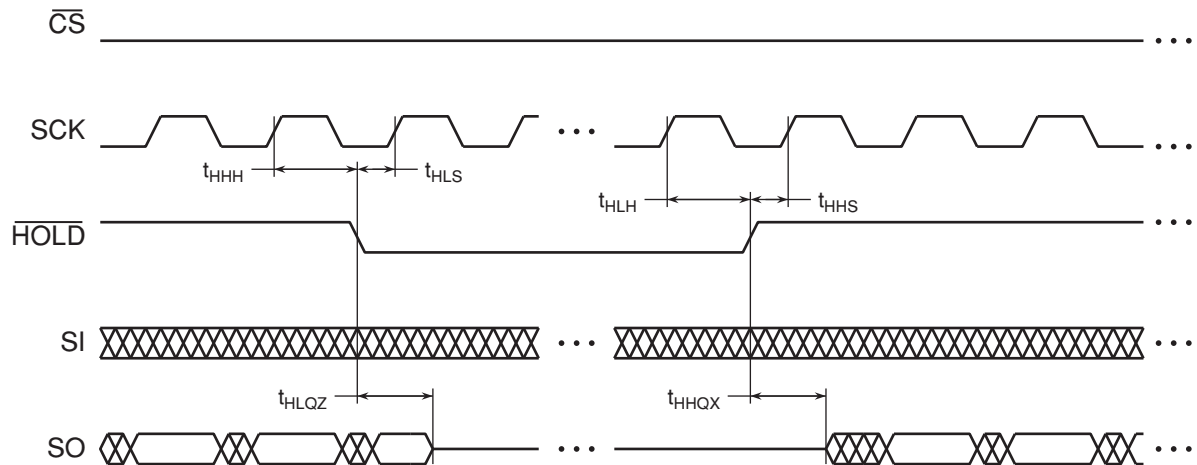 CS
SCK
tHHH
tHLS
tHLH
tHHS
HOLD
SI
tHLQZ
tHHQX
SO